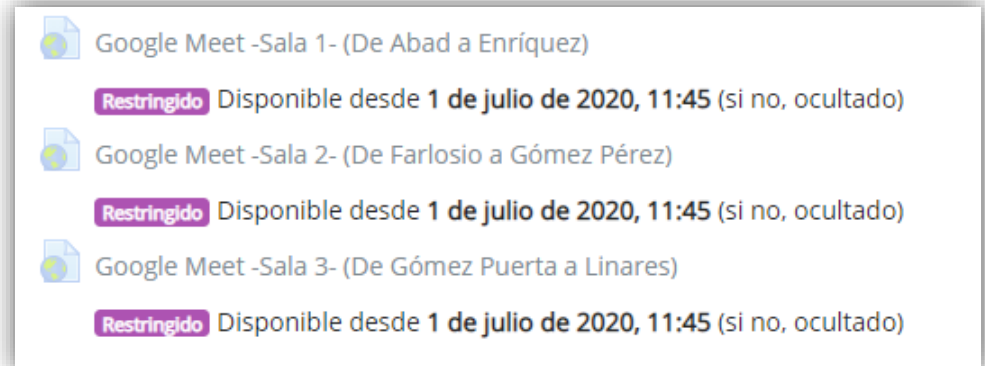 Google Meet -Sala 1- (De Abad a Enríquez)
Restringido Disponible desde 1 de julio de 2020, 11:45 (si no, ocultado)
Google Meet -Sala 2- (De Farlosio a Gómez Pérez)
Restringido Disponible desde 1 de julio de 2020, 11:45 (si no, ocultado)
Google Meet -Sala 3- (De Gómez Puerta a Linares)
Restringido Disponible desde 1 de julio de 2020, 11:45 (si no, ocultado)